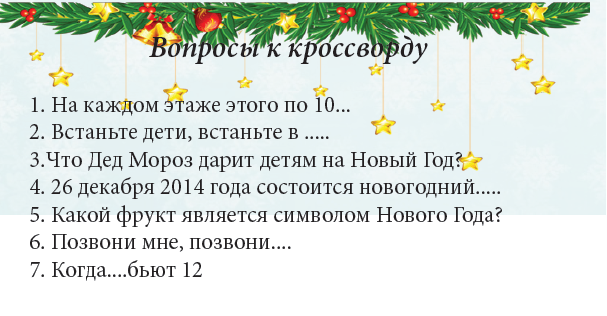 Вопросы к кроссворду
1. На каждом этаже этого по 10...
2. Встаньте дети, встаньте в .....
3.Что Дед Мороз дарит детям на Новый Год?
4. 26 декабря 2014 года состоится новогодний.....
5. Какой фрукт является символом Нового Года?
6. Позвони мне, позвони....
7. Когда....бьют 12